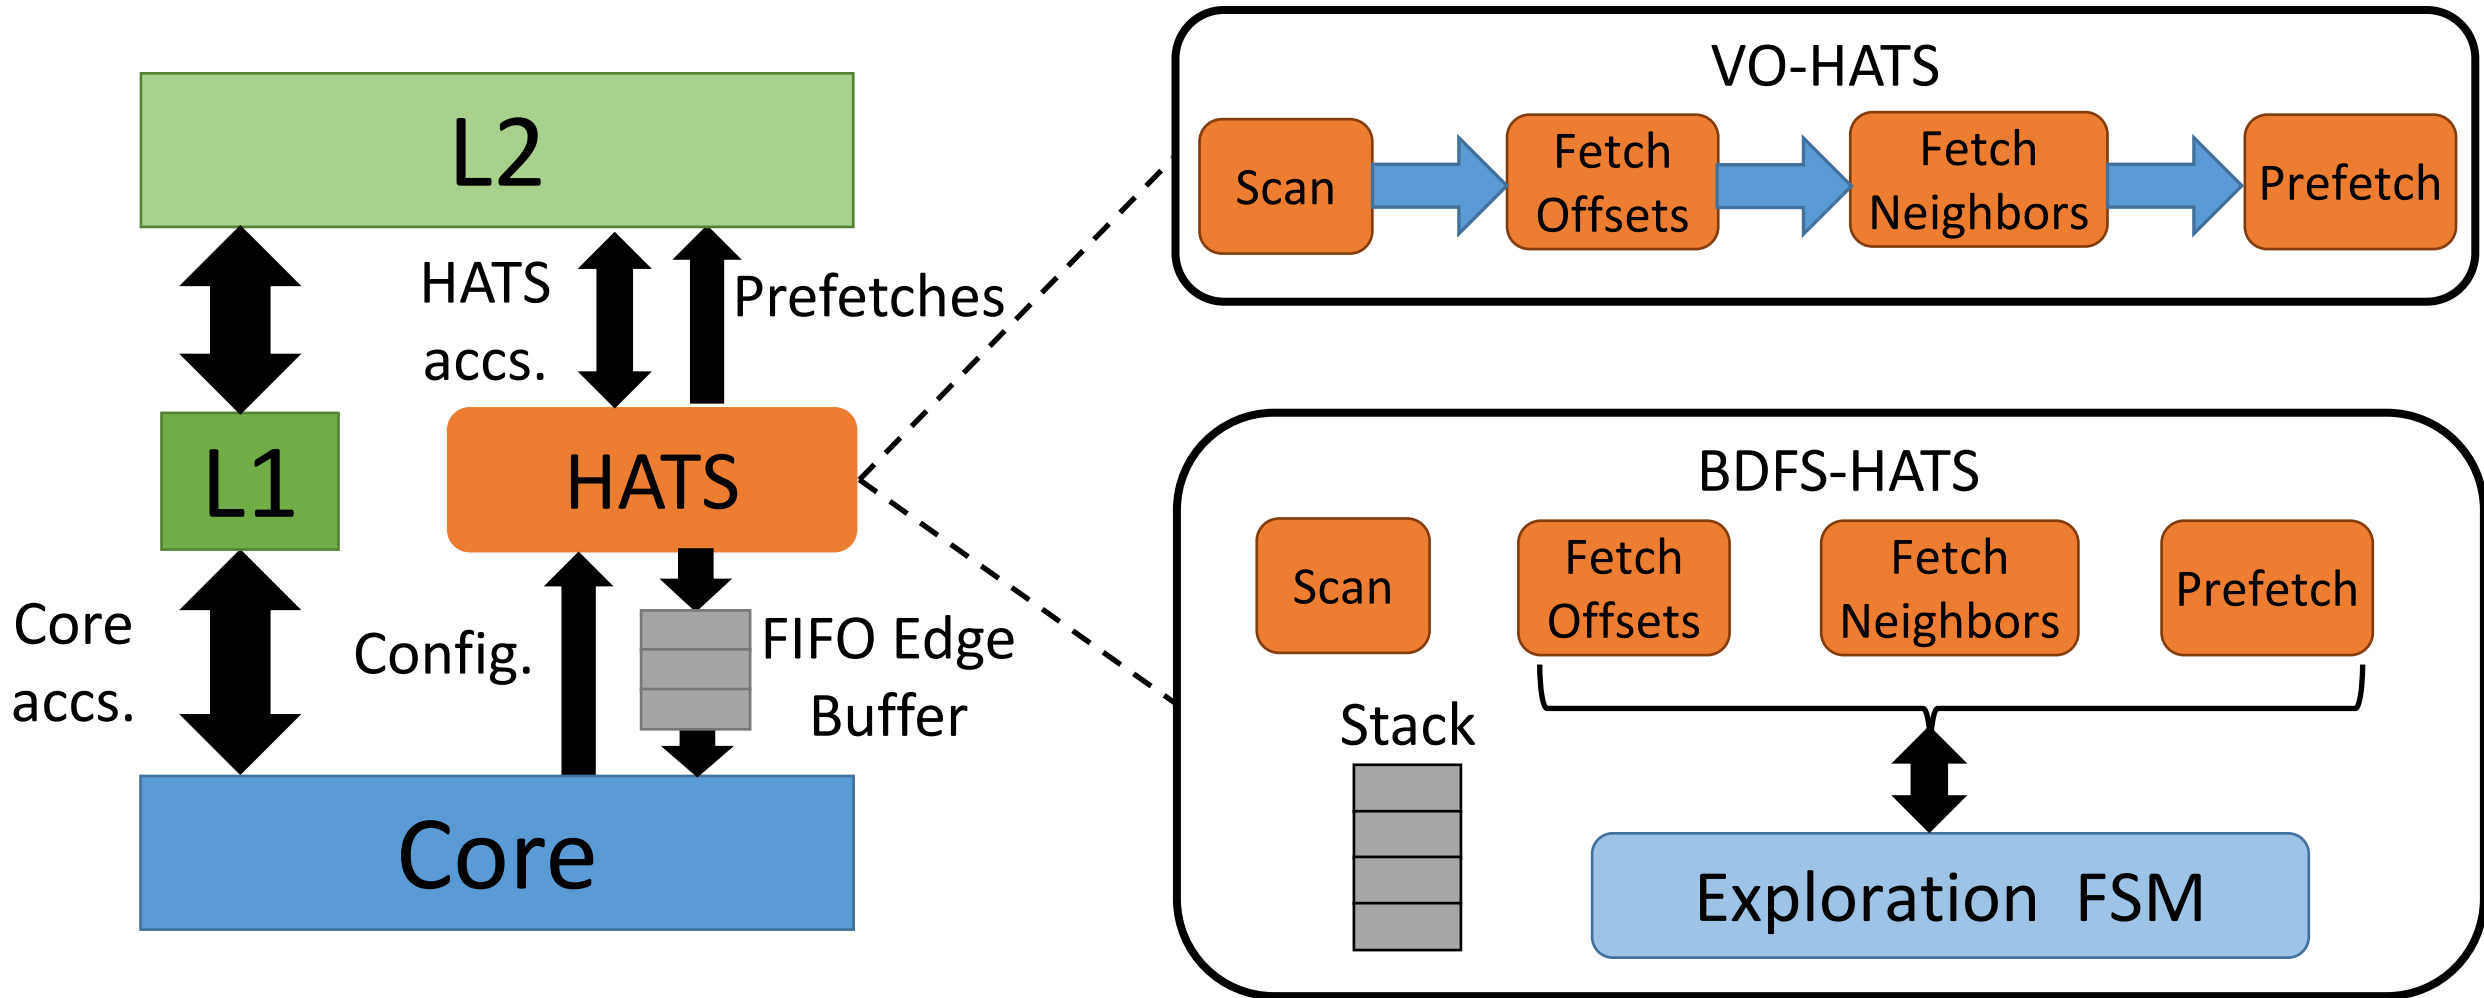 L2
HATS
accs.
Prefetches
L1
HATS
Core
accs.
Config.
FIFO Edge
Buffer
Core
VO-HATS
Scan
Fetch
Offsets
Fetch
Neighbors
Prefetch
BDFS-HATS
Scan
Fetch
Offsets
Fetch
Neighbors
Prefetch
Stack
Exploration FSM